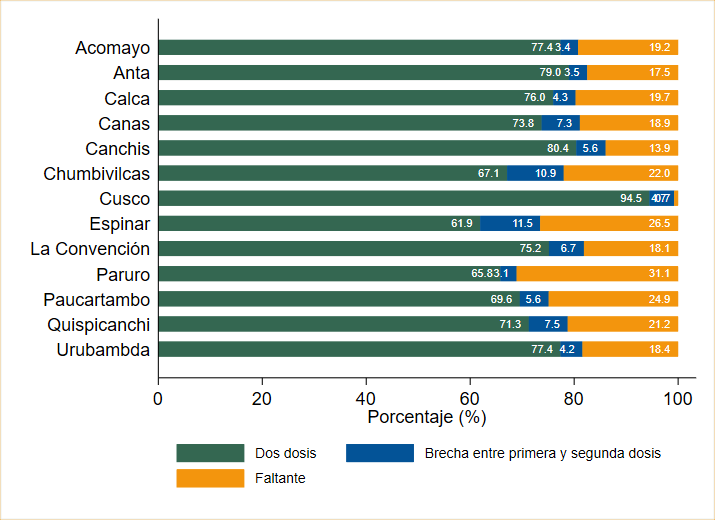 Acomayo 77.4 3.4 19.2
Anta 79.0 3.5 17.5
Calca 76.0 4.3 19.7
Canas 73.8 7.3 18.9
Canchis 80.4 5.6 13.9
Chumbivilcas 67.1 10.9 22.0
Cusco 94.5
Espinar 61.9 11.5 26.5
La Convención 75.2 6.7 18.1
Paruro 65.8 3.1 31.1
Paucartambo 69.6 5.6 24.9
Quispicanchi 71.3 7.5 21.2
Urubambda 77.4 4.2 18.4
0 20 40 60 80 100
Porcentaje (%)
Dos dosis Brecha entre primera y segunda dosis
Faltante